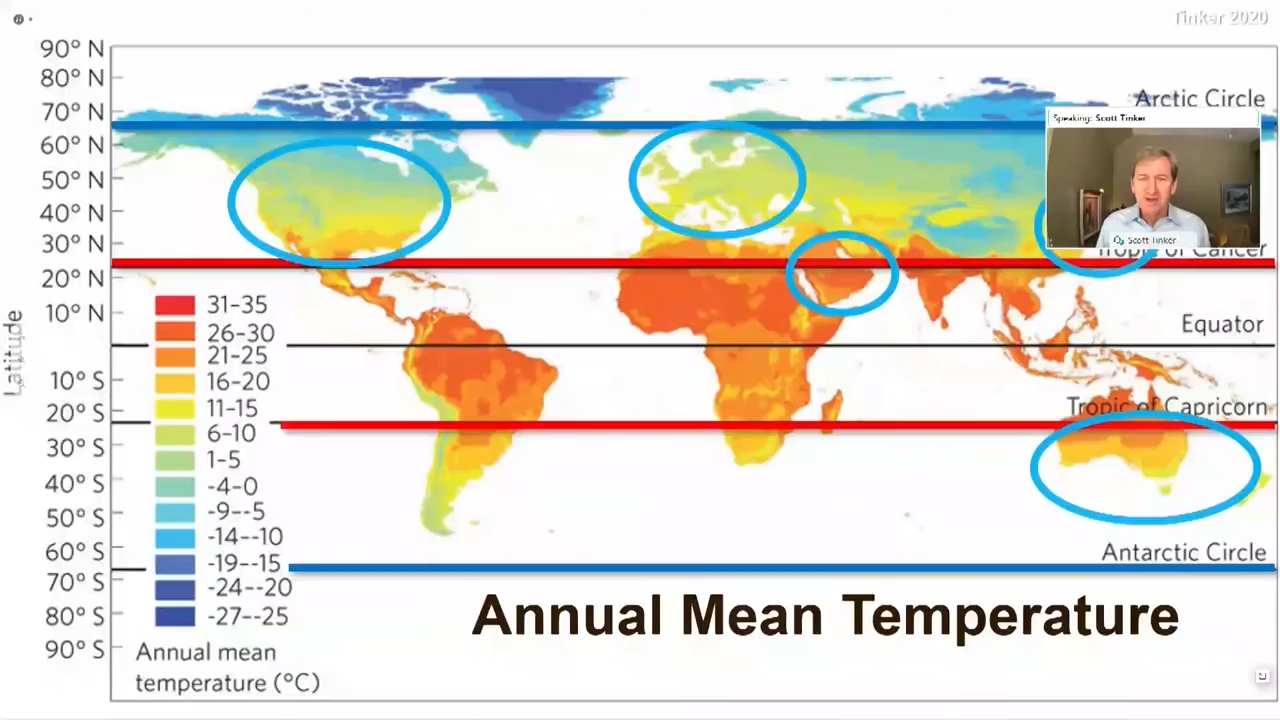 Tinker 2020
90° N
80° N
70° N
60° N
50° N
40° N
30° N
20° N
10° N
10° S
20° S
30° S
40° S
50° S
60° S
70° S
80° S
90° S
Latitude
Arctic Circle
Speaking: Scott Tinker
Scott Tinker
Tropic of Cancer
Equator
Tropic of Capricorn
Antarctic Circle
31–35
26–30
21–25
16–20
11–15
6–10
1–5
-4–0
-9–-5
-14–-10
-19–-15
-24–-20
-27–-25
Annual mean
temperature (°C)
Annual Mean Temperature